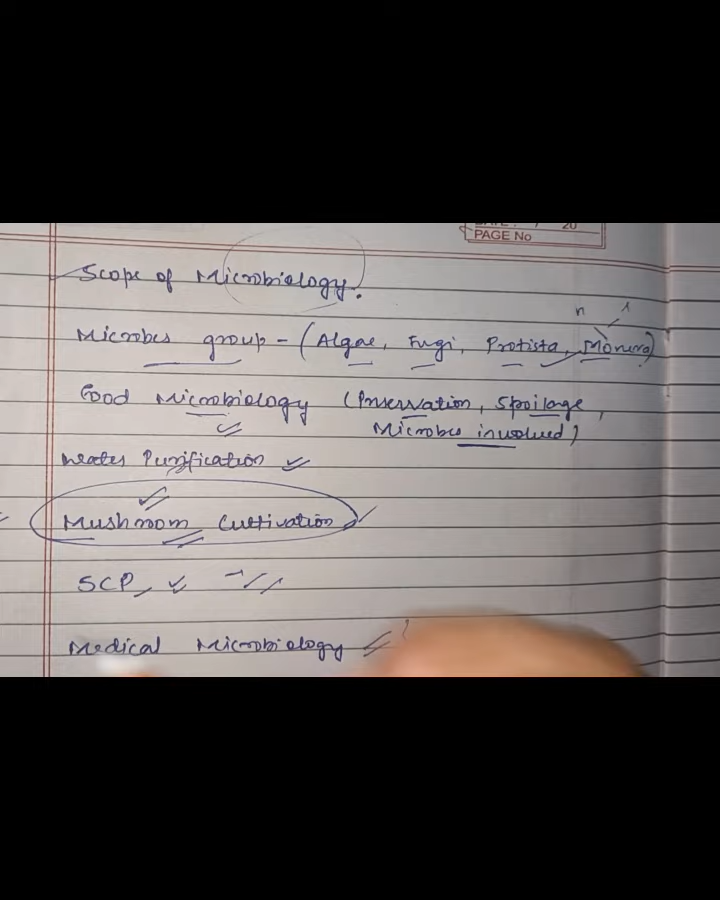 20
PAGE No
Scope of Microbiology.
Microbes group - (Algae, Fugi, Protista, Monera)
Food Microbiology (Preservation, Spoilage,
Microbes involved)
Water Purification
Mushroom Cultivation
SCP,
Medical Microbiology